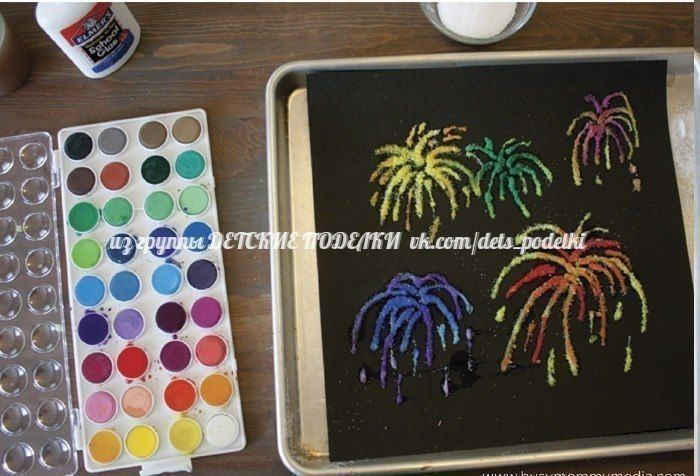 ELMER'S
School
Glue
из группы ДЕТСКИЕ ПОДЕЛКИ vk.com/dets_podelki
www.busymommymedia.com